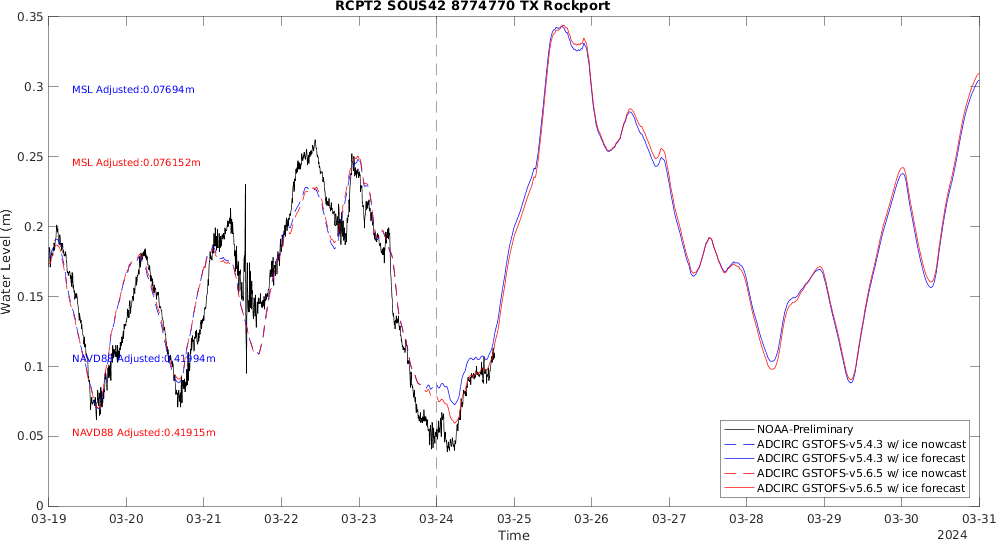 RCPT2 SOUS42 8774770 TX Rockport
0.35
0.3
0.25
0.2
0.15
0.1
0.05
0
Water Level (m)
MSL Adjusted:0.07694m
MSL Adjusted:0.076152m
NAVD88 Adjusted:0.41994m
NAVD88 Adjusted:0.41915m
NOAA-Preliminary
ADCIRC GSTOFS-v5.4.3 w/ ice nowcast
ADCIRC GSTOFS-v5.4.3 w/ ice forecast
ADCIRC GSTOFS-v5.6.5 w/ ice nowcast
ADCIRC GSTOFS-v5.6.5 w/ ice forecast
03-19 03-20 03-21 03-22 03-23 03-24 03-25 03-26 03-27 03-28 03-29 03-30 03-31
Time
2024